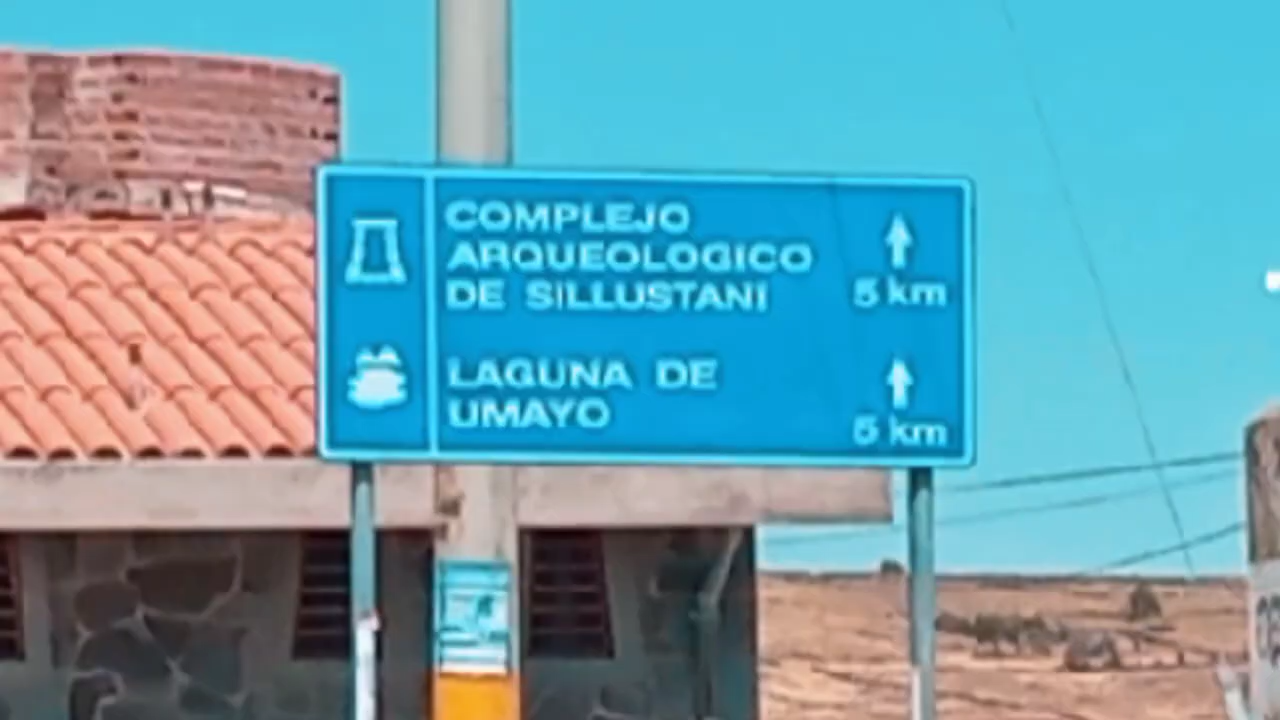 COMPLEJO
ARQUEOLOGICO
DE SILLUSTANI
5 km
LAGUNA DE
UMAYO
5 km